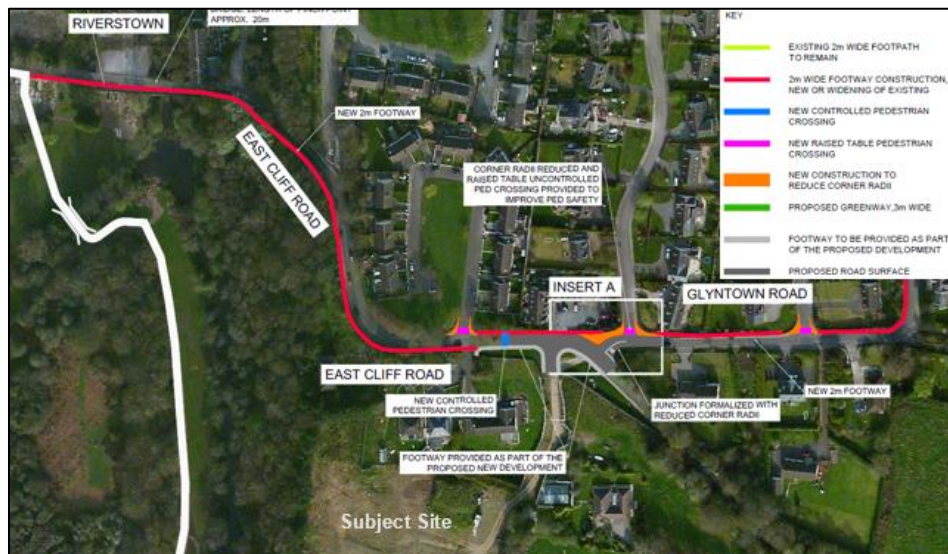 RIVERSTOWN
BRIDGE. LENGTH OF PINCH POINT
APPROX. 20m
NEW 2m FOOTWAY
EAST CLIFF ROAD
CORNER RADII REDUCED AND
RAISED TABLE UNCONTROLLED
PED CROSSING PROVIDED TO
IMPROVE PED SAFETY
INSERT A
GLYNTOWN ROAD
EAST CLIFF ROAD
NEW CONTROLLED
PEDESTRIAN CROSSING
FOOTWAY PROVIDED AS PART OF THE
PROPOSED NEW DEVELOPMENT
JUNCTION FORMALIZED WITH
REDUCED CORNER RADII
NEW 2m FOOTWAY
Subject Site
KEY
EXISTING 2m WIDE FOOTPATH
TO REMAIN
2m WIDE FOOTWAY CONSTRUCTION,
NEW OR WIDENING OF EXISTING
NEW CONTROLLED PEDESTRIAN
CROSSING
NEW RAISED TABLE PEDESTRIAN
CROSSING
NEW CONSTRUCTION TO
REDUCE CORNER RADII
PROPOSED GREENWAY,3m WIDE
FOOTWAY TO BE PROVIDED AS PART
OF THE PROPOSED DEVELOPMENT
PROPOSED ROAD SURFACE